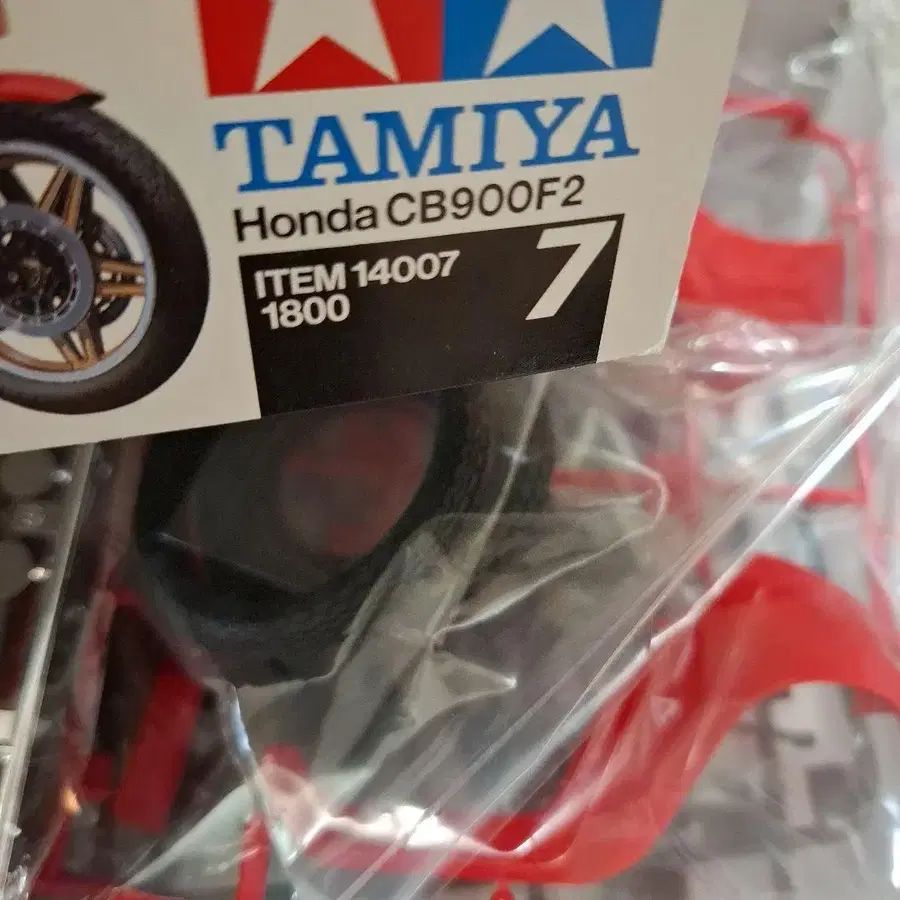 TAMIYA
Honda CB900F2
ITEM 14007
1800
7